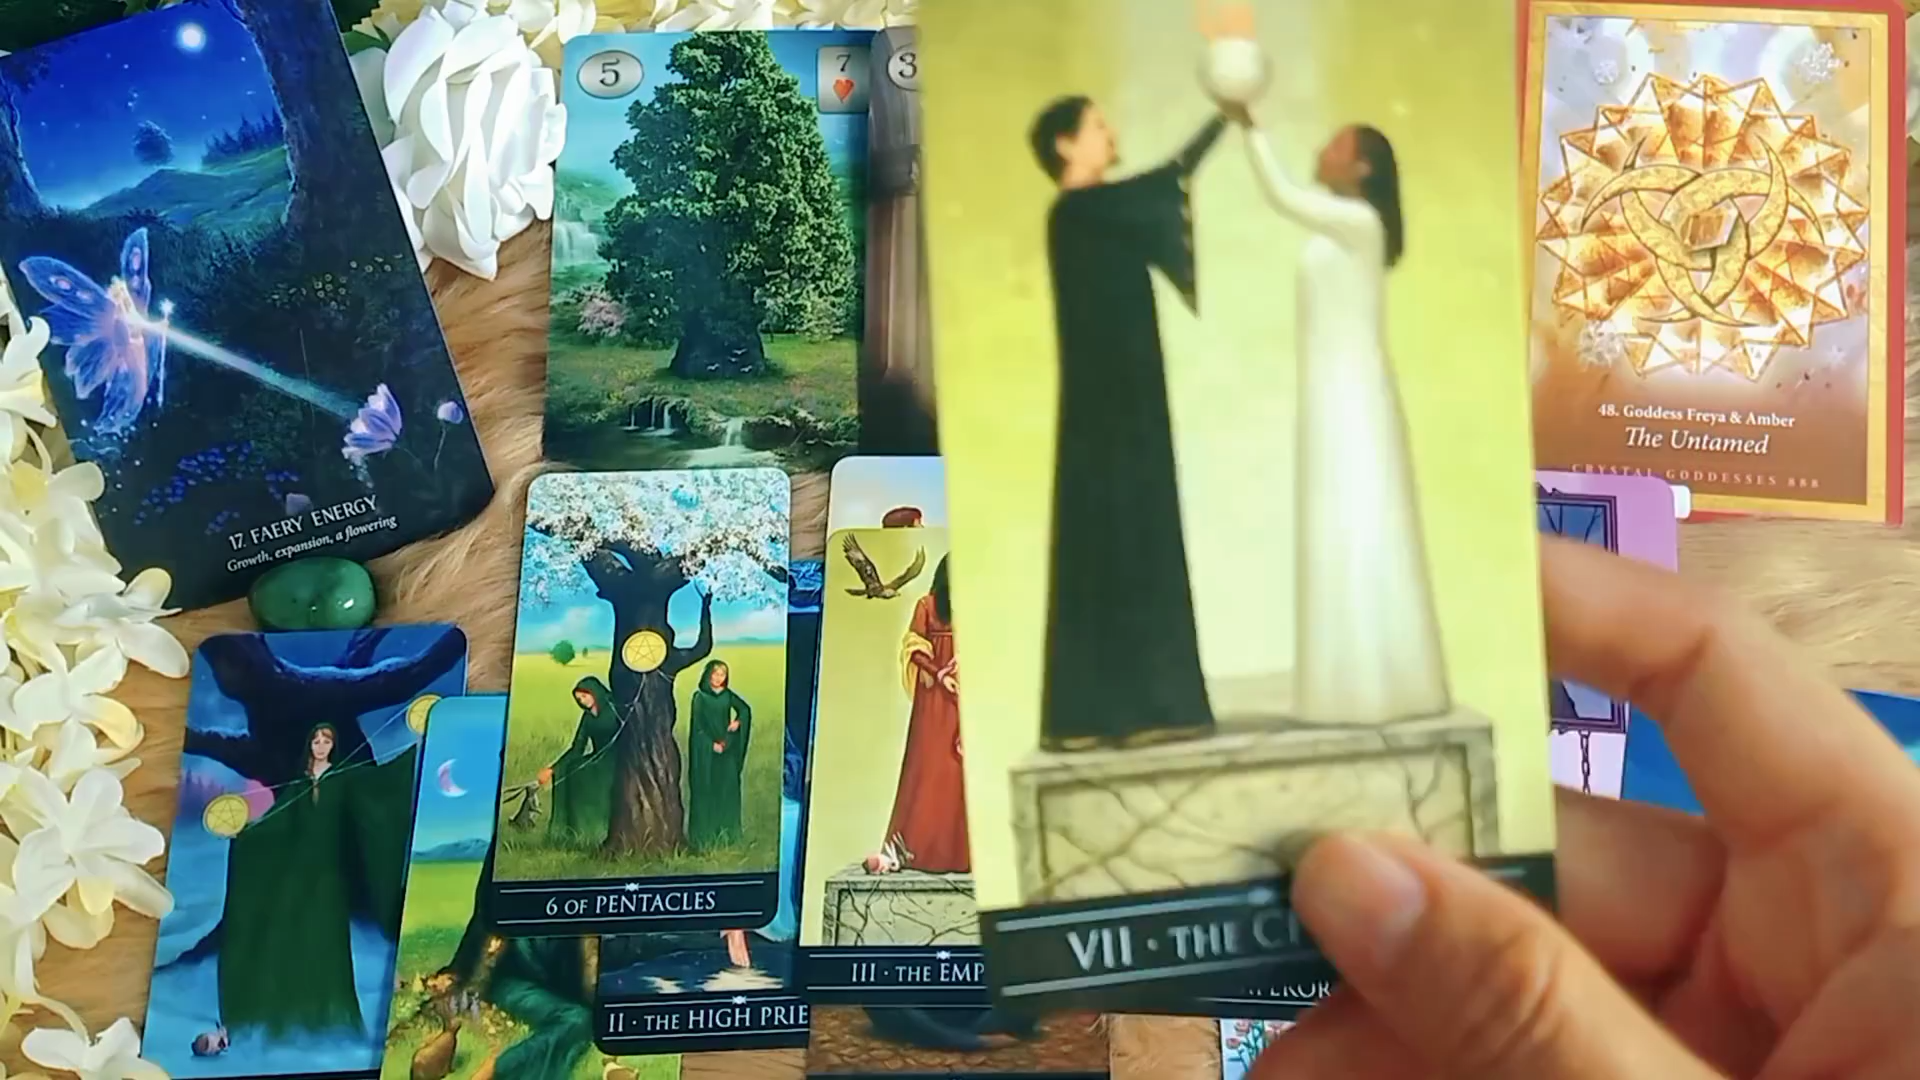 5
7
3
48. Goddess Freya & Amber
The Untamed
CRYSTAL GODDESSES 888
17. FAERY ENERGY
Growth, expansion, a flowering
6 OF PENTACLES
VII · THE
III · THE EMP
II · THE HIGH PRIE